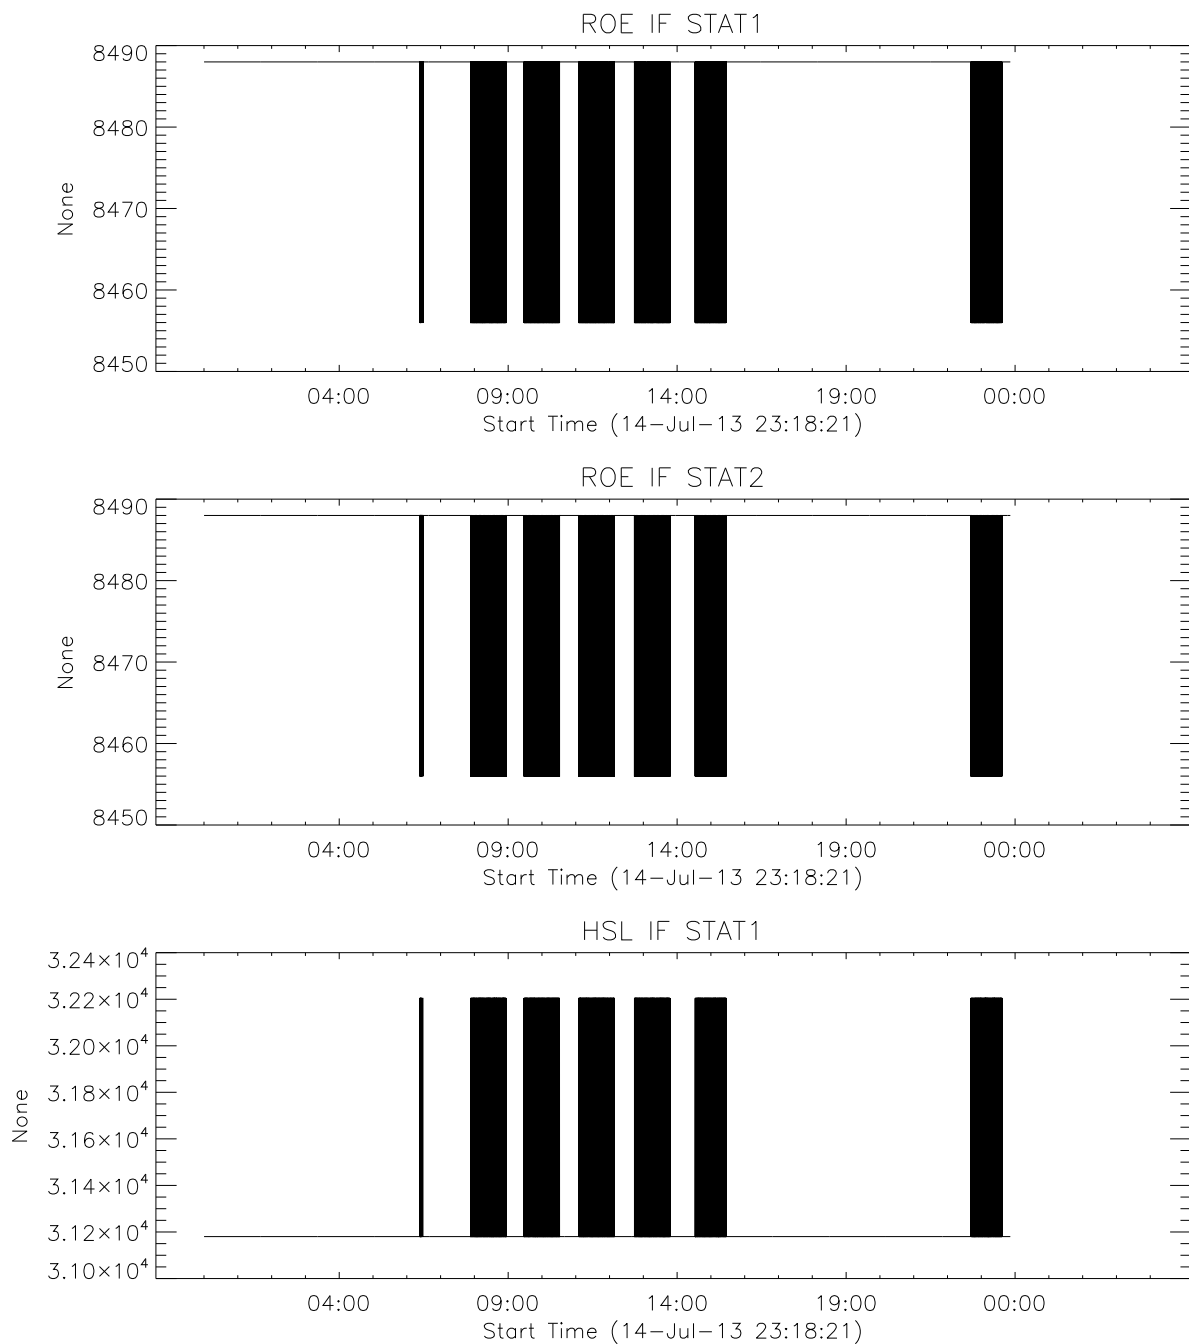 ROE IF STAT1
8490
8480
8470
8460
8450
None
04:00 09:00 14:00 19:00 00:00
Start Time (14-Jul-13 23:18:21)
ROE IF STAT2
8490
8480
8470
8460
8450
None
04:00 09:00 14:00 19:00 00:00
Start Time (14-Jul-13 23:18:21)
HSL IF STAT1
3.24×10⁴
3.22×10⁴
3.20×10⁴
3.18×10⁴
3.16×10⁴
3.14×10⁴
3.12×10⁴
3.10×10⁴
None
04:00 09:00 14:00 19:00 00:00
Start Time (14-Jul-13 23:18:21)